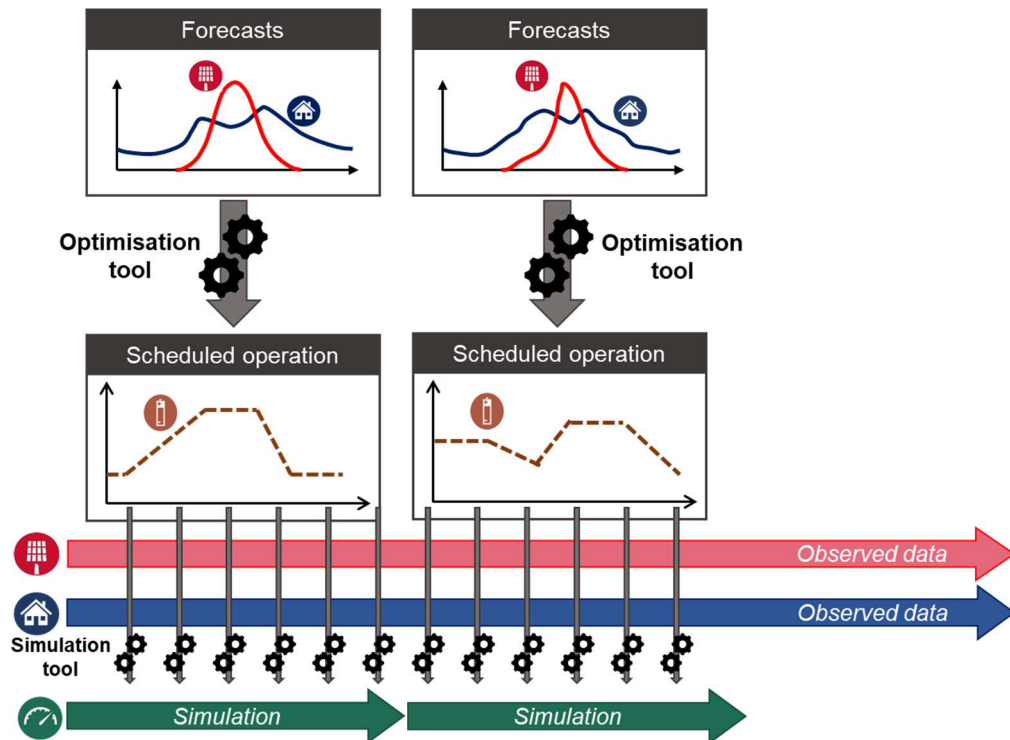 Forecasts
Forecasts
Optimisation
tool
Optimisation
tool
Scheduled operation
Scheduled operation
Observed data
Observed data
Simulation
tool
Simulation
Simulation